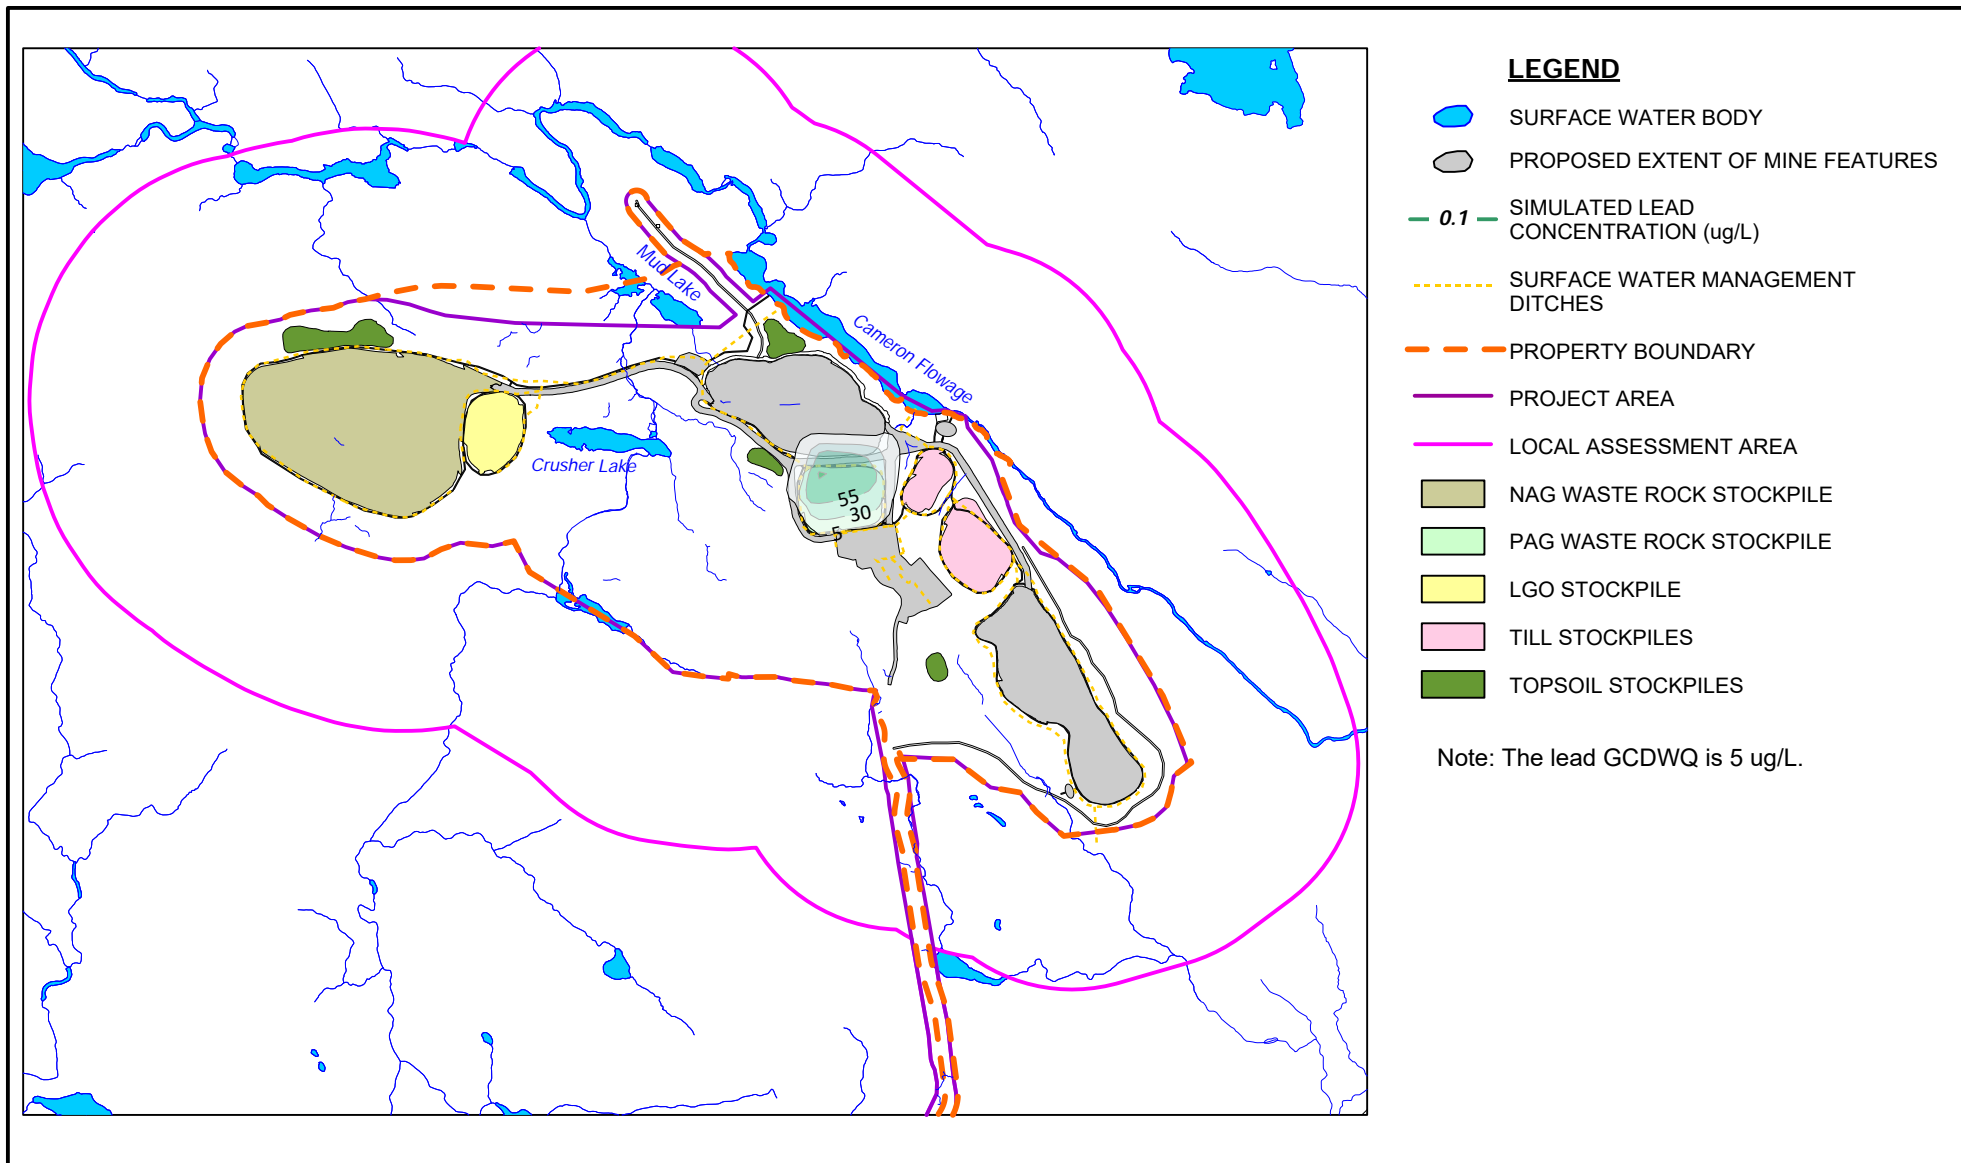 LEGEND
SURFACE WATER BODY
PROPOSED EXTENT OF MINE FEATURES
0.1
SIMULATED LEAD
CONCENTRATION (ug/L)
SURFACE WATER MANAGEMENT
DITCHES
PROPERTY BOUNDARY
PROJECT AREA
LOCAL ASSESSMENT AREA
NAG WASTE ROCK STOCKPILE
PAG WASTE ROCK STOCKPILE
LGO STOCKPILE
TILL STOCKPILES
TOPSOIL STOCKPILES
Note: The lead GCDWQ is 5 ug/L.
Mud Lake
Cameron Flowage
Crusher Lake
55
30
5